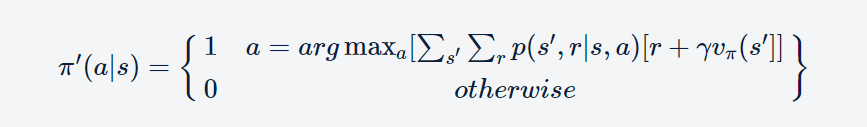 π′(a|s) = { 1 a = arg max_a[∑_{s′} ∑_r p(s′, r|s, a)[r + γv_π(s′]] }
0 otherwise